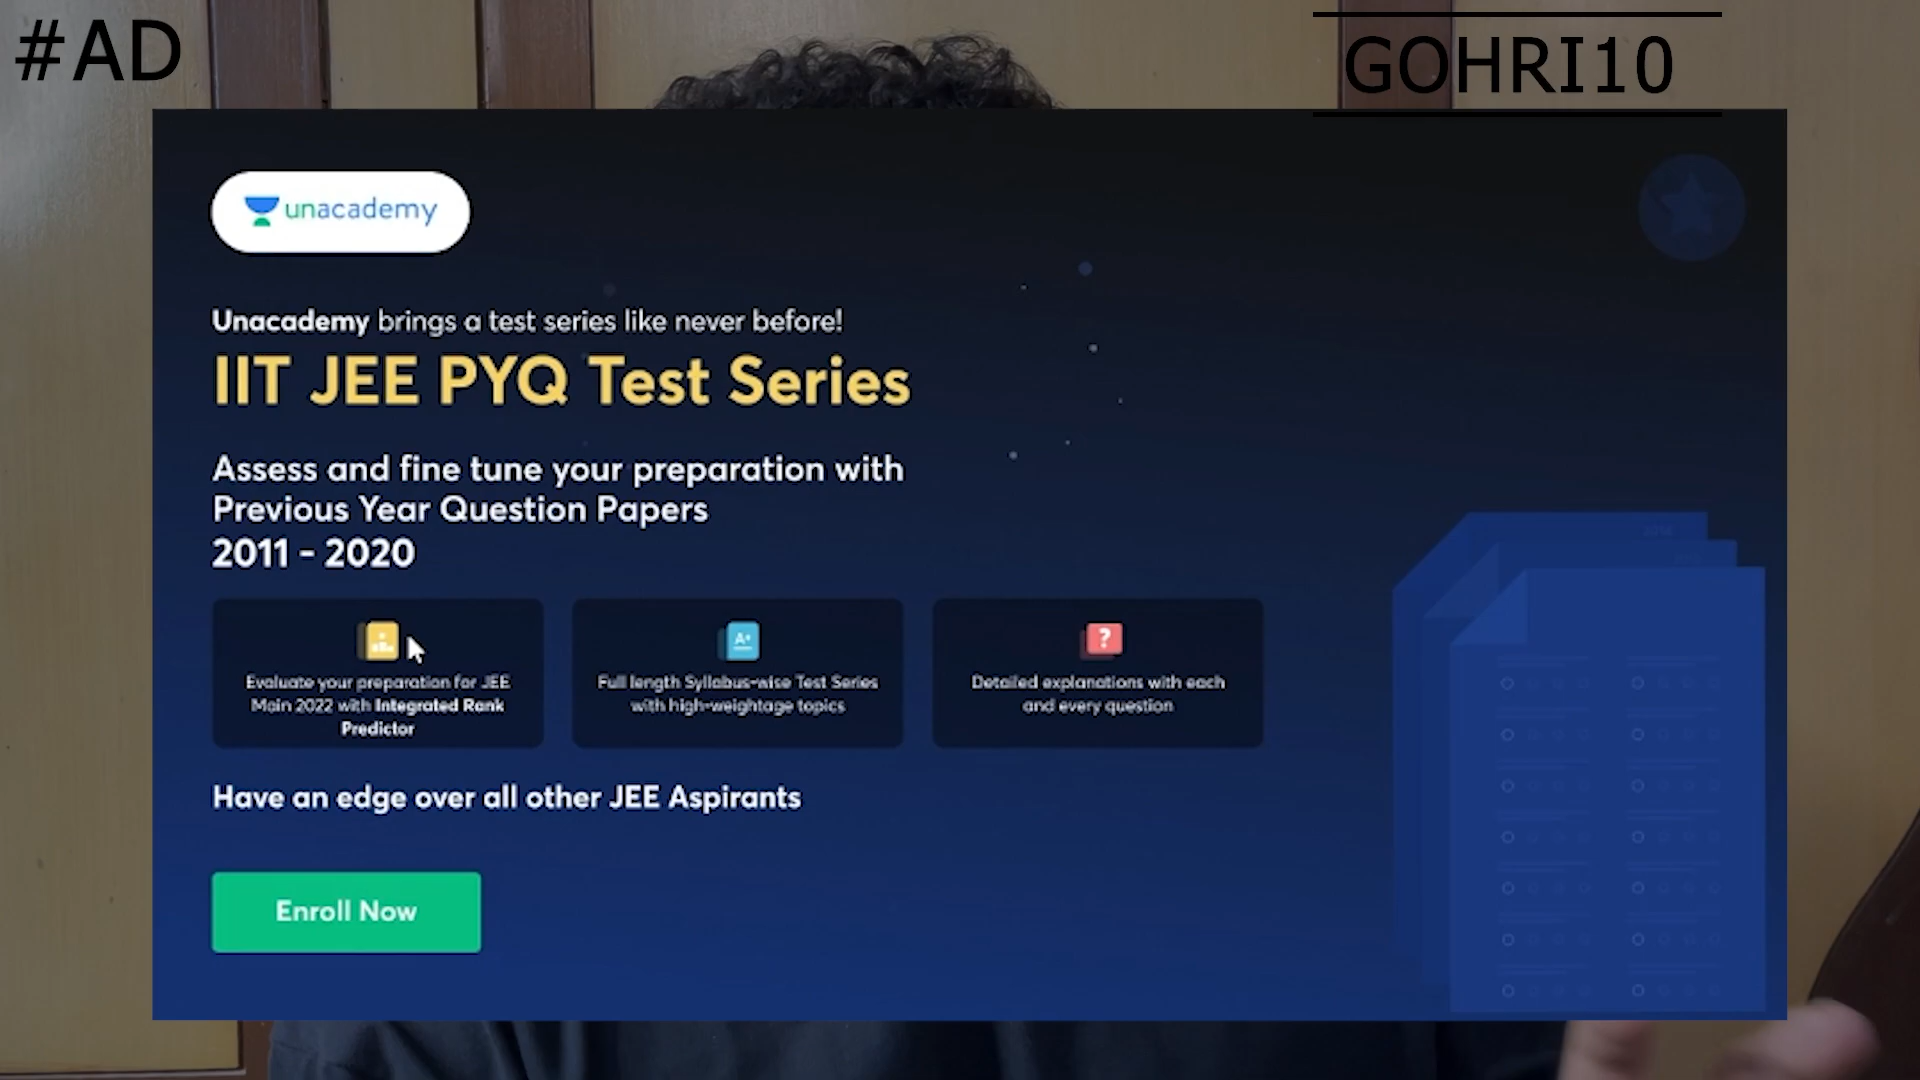 #AD
GOHRI10
unacademy
Unacademy brings a test series like never before!
IIT JEE PYQ Test Series
Assess and fine tune your preparation with
Previous Year Question Papers
2011 - 2020
Evaluate your preparation for JEE
Main 2022 with Integrated Rank
Predictor
A+
Full length Syllabus-wise Test Series
with high-weightage topics
?
Detailed explanations with each
and every question
Have an edge over all other JEE Aspirants
Enroll Now